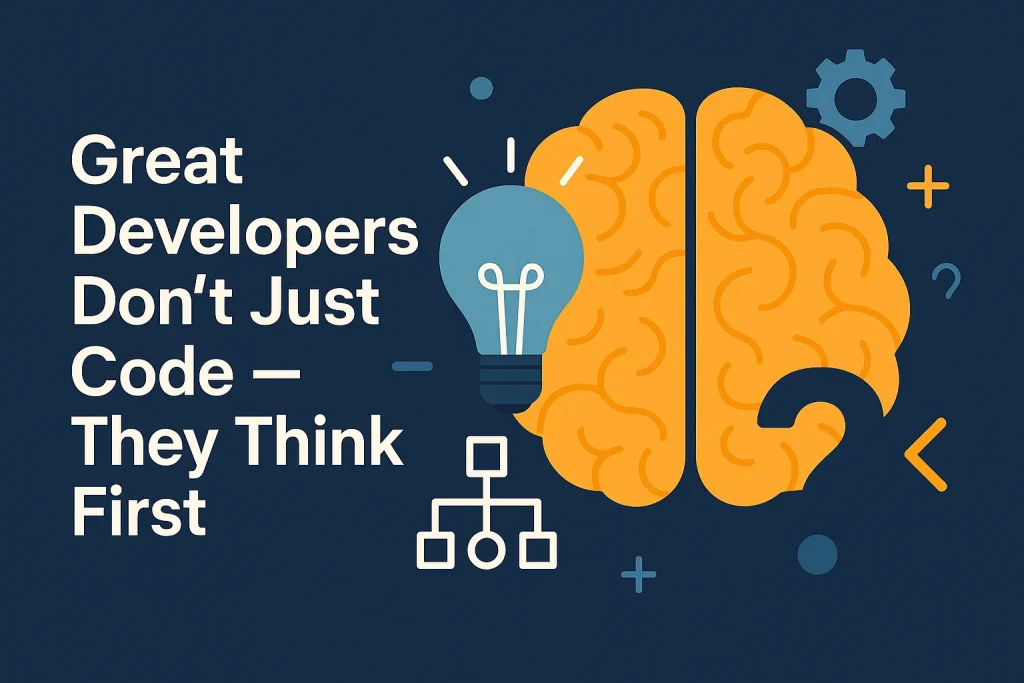 Great
Developers
Don't Just
Code —
They Think
First